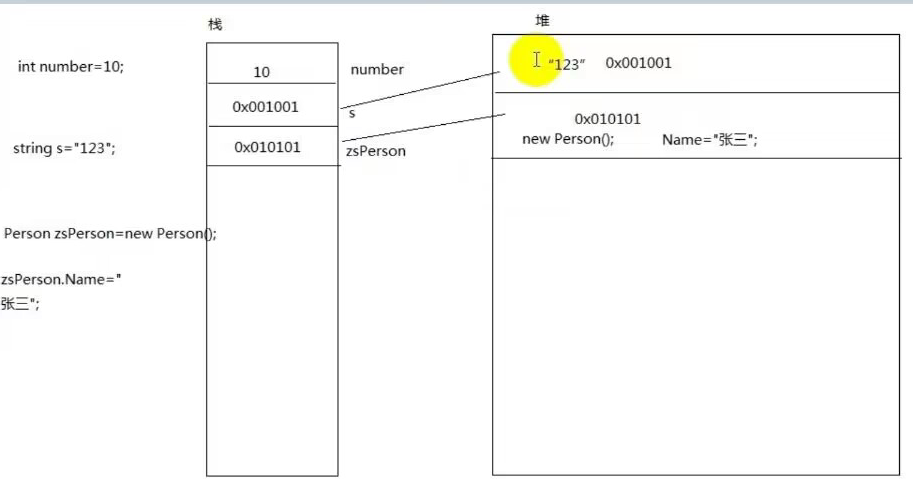 栈
堆
int number=10;
10
number
"123"
0x001001
0x001001
s
string s="123";
0x010101
zsPerson
0x010101
new Person();
Name="张三";
Person zsPerson=new Person();
zsPerson.Name="
张三";